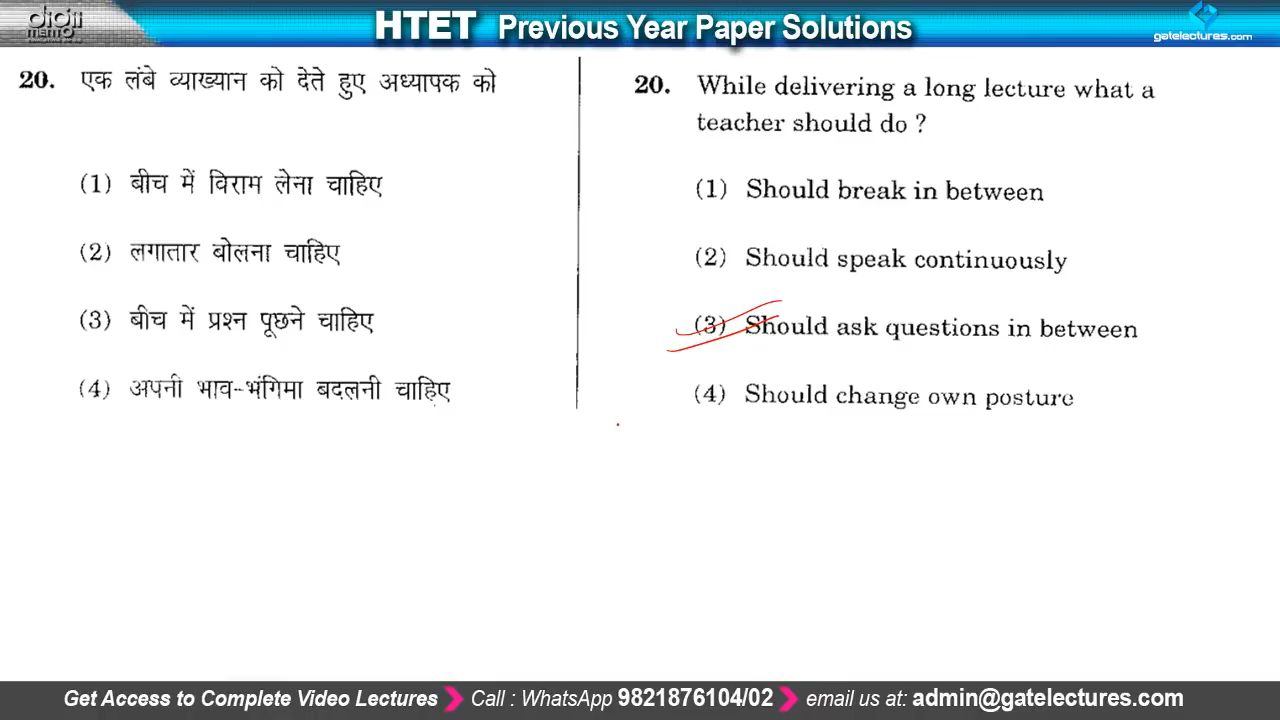 digii
MENTO
HTET Previous Year Paper Solutions
gatelectures.com
20. एक लंबे व्याख्यान को देते हुए अध्यापक को
(1) बीच में विराम लेना चाहिए
(2) लगातार बोलना चाहिए
(3) बीच में प्रश्न पूछने चाहिए
(4) अपनी भाव-भंगिमा बदलनी चाहिए
20. While delivering a long lecture what a
teacher should do ?
(1) Should break in between
(2) Should speak continuously
(3) Should ask questions in between
(4) Should change own posture
Get Access to Complete Video Lectures Call : WhatsApp 9821876104/02 email us at: admin@gatelectures.com